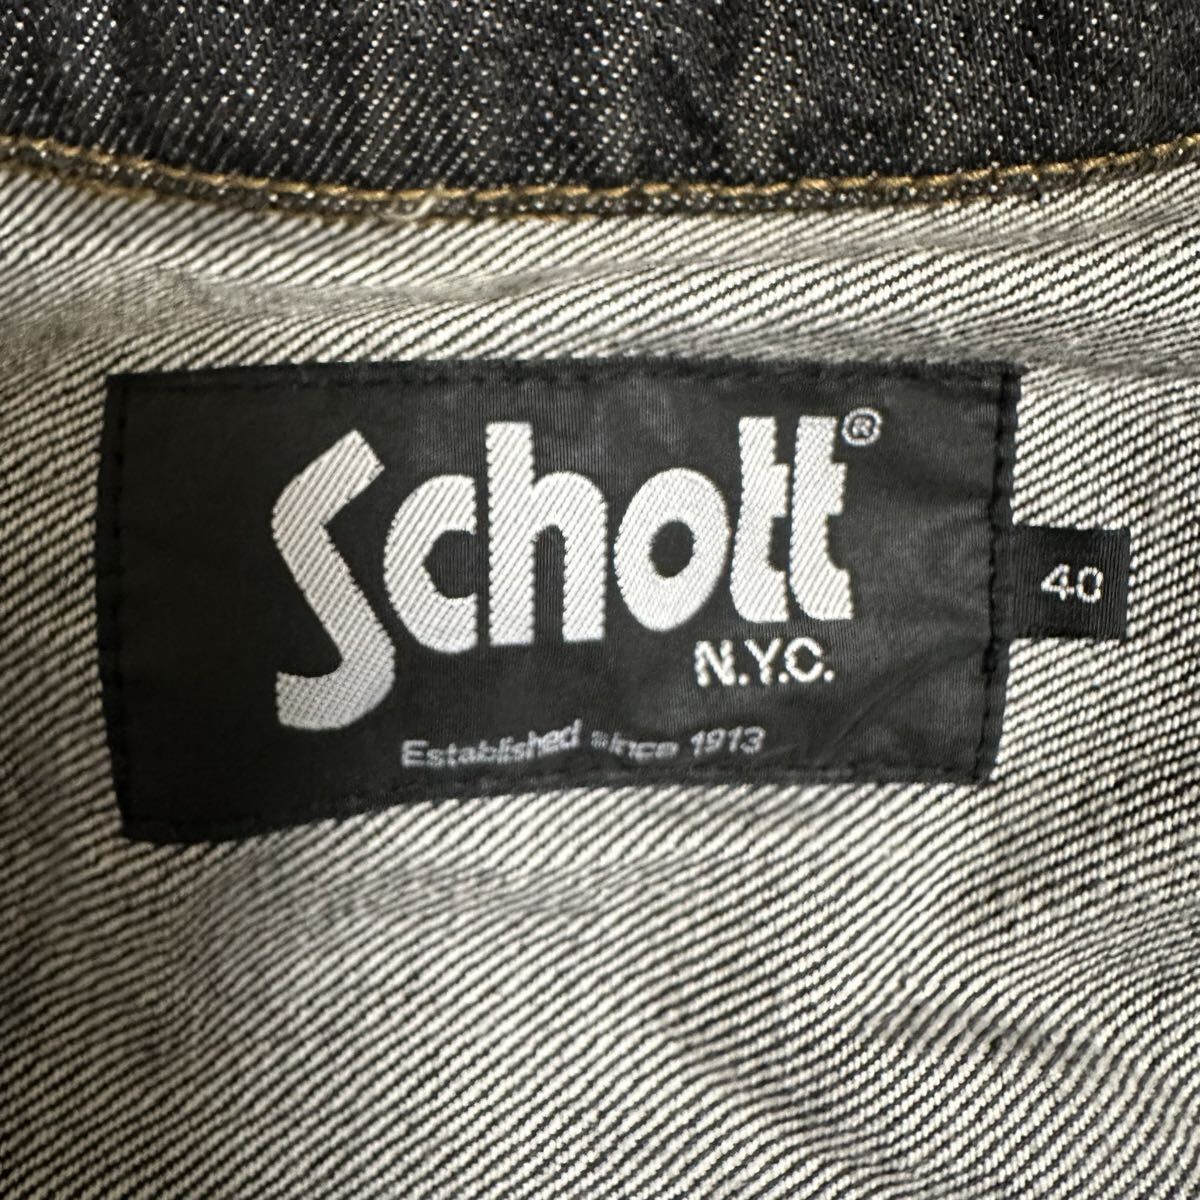 Schott®
N.Y.C.
Established since 1913
40